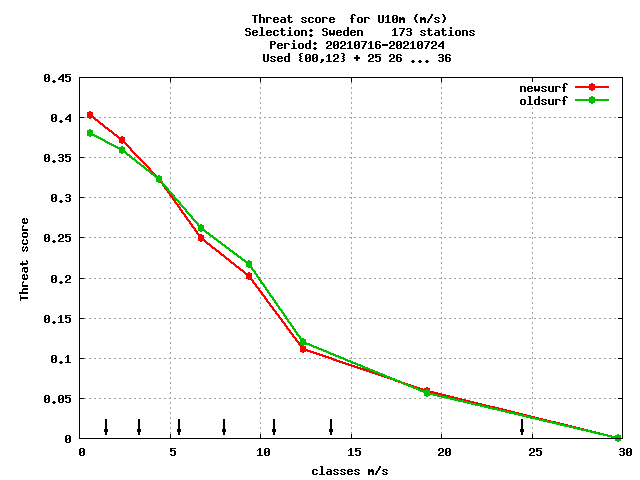 Threat score  for U10m (m/s)
Selection: Sweden    173 stations
Period: 20210716-20210724
Used {00,12} + 25 26 ... 36
newsurf
oldsurf
Threat score
0.45
0.4
0.35
0.3
0.25
0.2
0.15
0.1
0.05
0
0 5 10 15 20 25 30
classes m/s